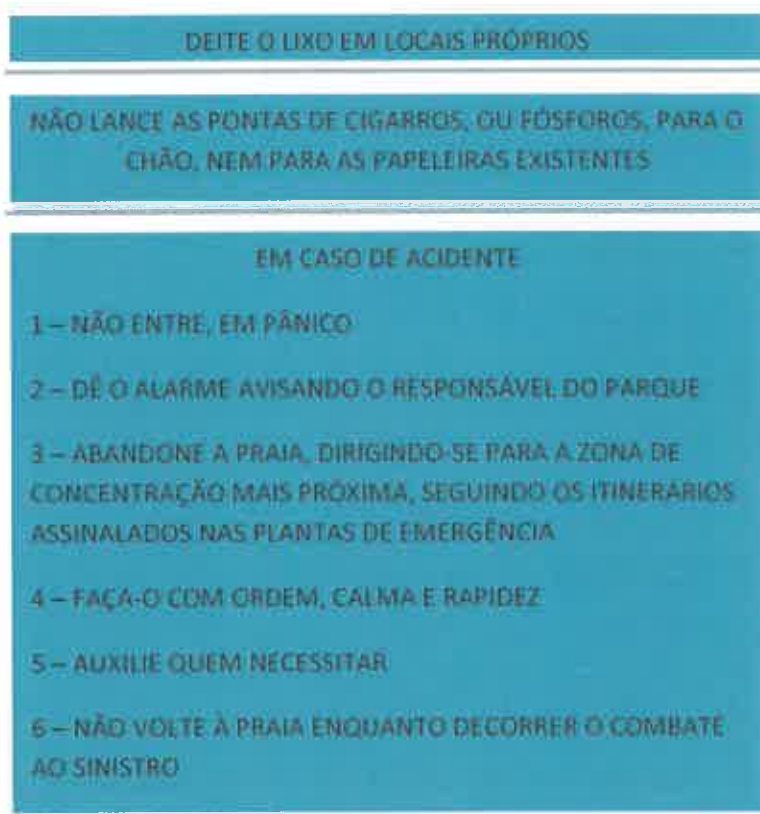 DEITE O LIXO EM LOCAIS PRÓPRIOS
NÃO LANCE AS PONTAS DE CIGARROS, OU FÓSFOROS, PARA O
CHÃO, NEM PARA AS PAPELEIRAS EXISTENTES
EM CASO DE ACIDENTE
1 – NÃO ENTRE, EM PÂNICO
2 – DÊ O ALARME AVISANDO O RESPONSÁVEL DO PARQUE
3 – ABANDONE A PRAIA, DIRIGINDO-SE PARA A ZONA DE
CONCENTRAÇÃO MAIS PRÓXIMA, SEGUINDO OS ITINERÁRIOS
ASSINALADOS NAS PLANTAS DE EMERGÊNCIA
4 – FAÇA-O COM ORDEM, CALMA E RAPIDEZ
5 – AUXILIE QUEM NECESSITAR
6 – NÃO VOLTE À PRAIA ENQUANTO DECORRER O COMBATE
AO SINISTRO